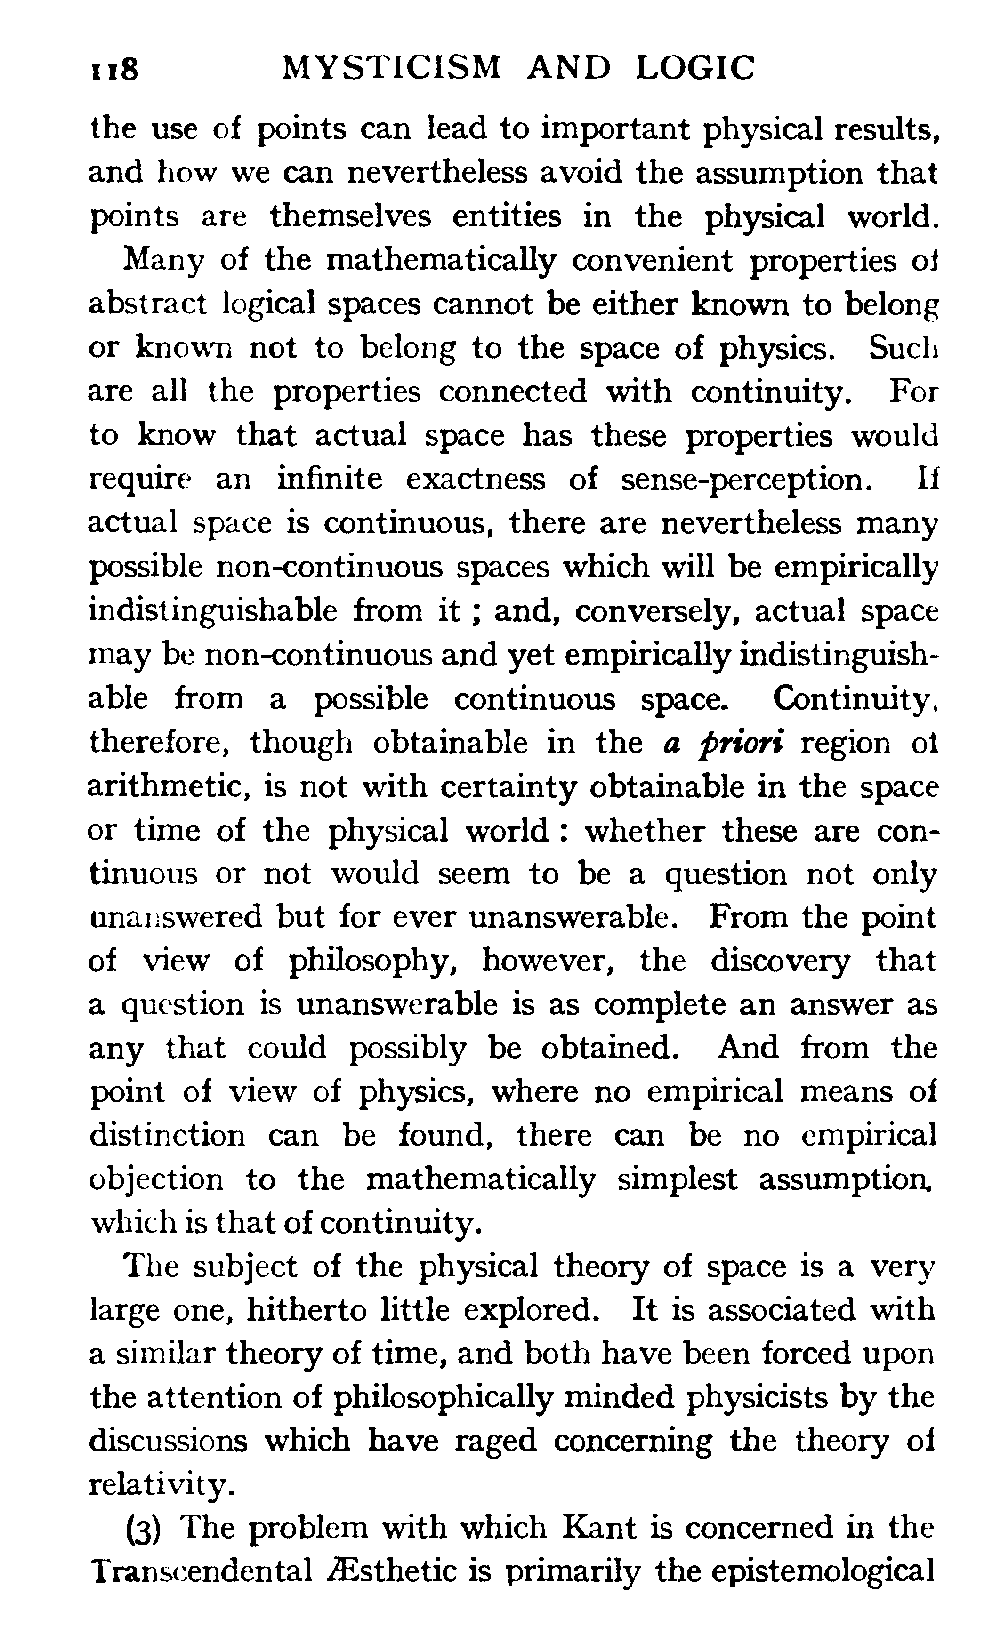 118 MYSTICISM AND LOGIC
the use of points can lead to important physical results,
and how we can nevertheless avoid the assumption that
points are themselves entities in the physical world.
Many of the mathematically convenient properties of
abstract logical spaces cannot be either known to belong
or known not to belong to the space of physics. Such
are all the properties connected with continuity. For
to know that actual space has these properties would
require an infinite exactness of sense-perception. If
actual space is continuous, there are nevertheless many
possible non-continuous spaces which will be empirically
indistinguishable from it ; and, conversely, actual space
may be non-continuous and yet empirically indistinguish-
able from a possible continuous space. Continuity,
therefore, though obtainable in the a priori region of
arithmetic, is not with certainty obtainable in the space
or time of the physical world : whether these are con-
tinuous or not would seem to be a question not only
unanswered but for ever unanswerable. From the point
of view of philosophy, however, the discovery that
a question is unanswerable is as complete an answer as
any that could possibly be obtained. And from the
point of view of physics, where no empirical means of
distinction can be found, there can be no empirical
objection to the mathematically simplest assumption,
which is that of continuity.
The subject of the physical theory of space is a very
large one, hitherto little explored. It is associated with
a similar theory of time, and both have been forced upon
the attention of philosophically minded physicists by the
discussions which have raged concerning the theory of
relativity.
(3) The problem with which Kant is concerned in the
Transcendental Æsthetic is primarily the epistemological